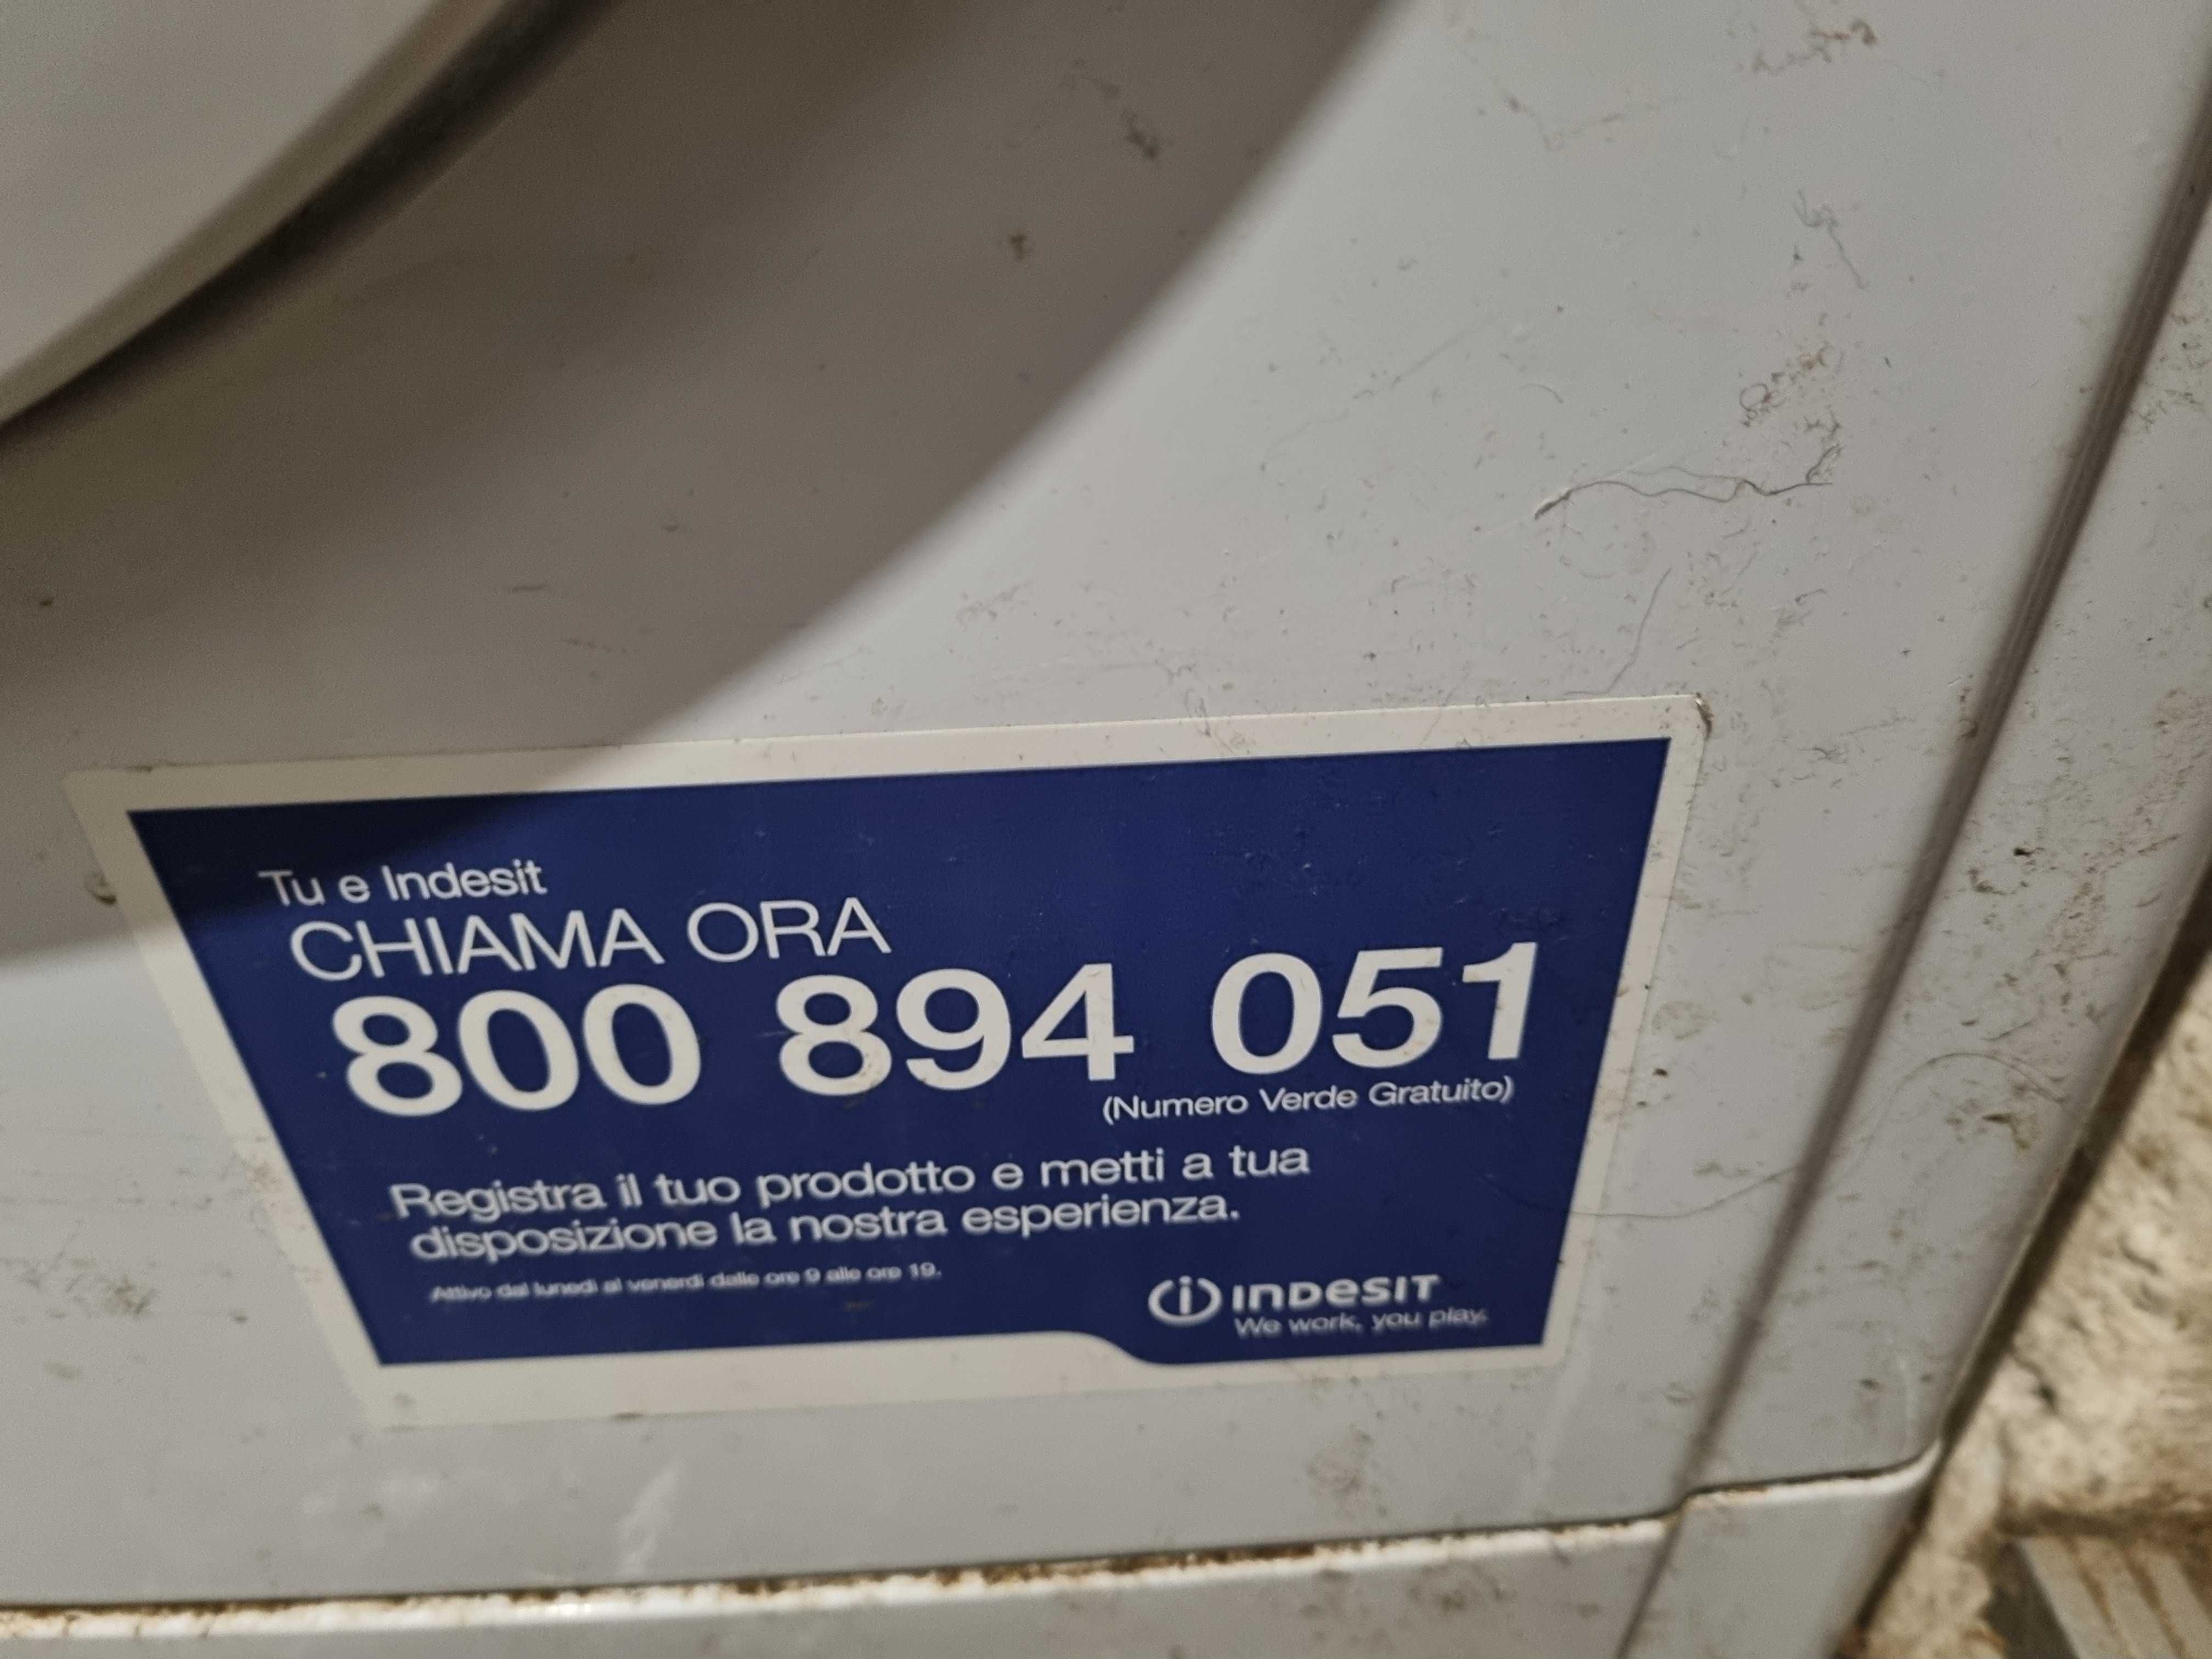 Tu e Indesit
CHIAMA ORA
800 894 051
(Numero Verde Gratuito)
Registra il tuo prodotto e metti a tua
disposizione la nostra esperienza.
Attivo dal lunedì al venerdì dalle ore 9 alle ore 19.
INDESIT
We work, you play.